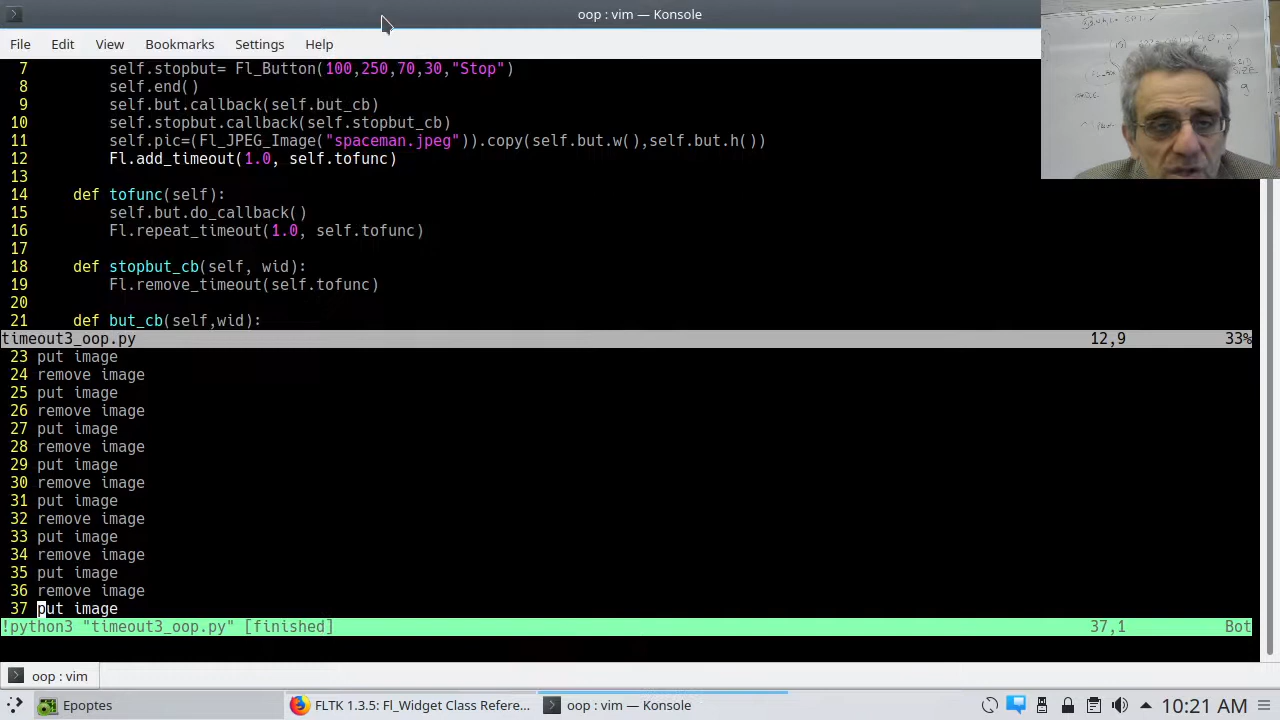 oop : vim — Konsole
File Edit View Bookmarks Settings Help
7 self.stopbut= Fl_Button(100,250,70,30,"Stop")
8 self.end()
9 self.but.callback(self.but_cb)
10 self.stopbut.callback(self.stopbut_cb)
11 self.pic=(Fl_JPEG_Image("spaceman.jpeg")).copy(self.but.w(),self.but.h())
12 Fl.add_timeout(1.0, self.tofunc)
13
14 def tofunc(self):
15 self.but.do_callback()
16 Fl.repeat_timeout(1.0, self.tofunc)
17
18 def stopbut_cb(self, wid):
19 Fl.remove_timeout(self.tofunc)
20
21 def but_cb(self,wid):
timeout3_oop.py 12,9 33%
23 put image
24 remove image
25 put image
26 remove image
27 put image
28 remove image
29 put image
30 remove image
31 put image
32 remove image
33 put image
34 remove image
35 put image
36 remove image
37 put image
!python3 "timeout3_oop.py" [finished] 37,1 Bot
oop : vim
Epoptes FLTK 1.3.5: Fl_Widget Class Refere... oop : vim — Konsole 10:21 AM